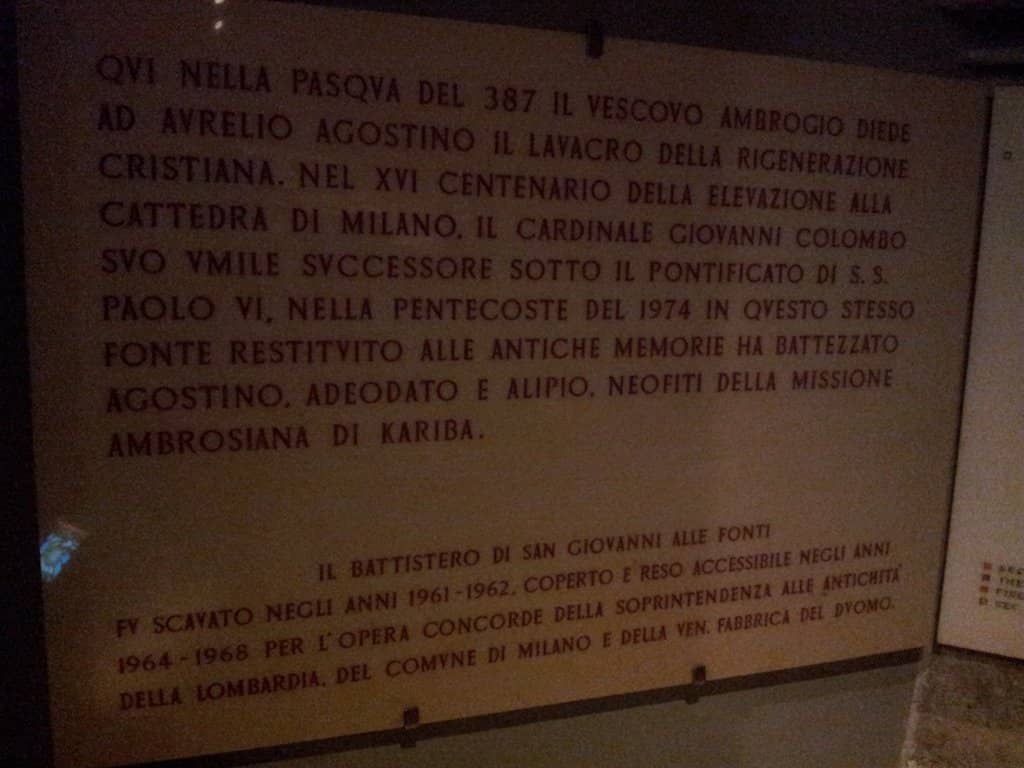 QVI NELLA PASQVA DEL 387 IL VESCOVO AMBROGIO DIEDE
AD AVRELIO AGOSTINO IL LAVACRO DELLA RIGENERAZIONE
CRISTIANA. NEL XVI CENTENARIO DELLA ELEVAZIONE ALLA
CATTEDRA DI MILANO, IL CARDINALE GIOVANNI COLOMBO
SVO VMILE SVCCESSORE SOTTO IL PONTIFICATO DI S. S.
PAOLO VI, NELLA PENTECOSTE DEL 1974 IN QVESTO STESSO
FONTE RESTITVITO ALLE ANTICHE MEMORIE HA BATTEZZATO
AGOSTINO, ADEODATO E ALIPIO, NEOFITI DELLA MISSIONE
AMBROSIANA DI KARIBA.
IL BATTISTERO DI SAN GIOVANNI ALLE FONTI
FV SCAVATO NEGLI ANNI 1961-1962, COPERTO E RESO ACCESSIBILE NEGLI ANNI
1964-1968 PER L'OPERA CONCORDE DELLA SOPRINTENDENZA ALLE ANTICHITÀ
DELLA LOMBARDIA, DEL COMVNE DI MILANO E DELLA VEN. FABBRICA DEL DVOMO.